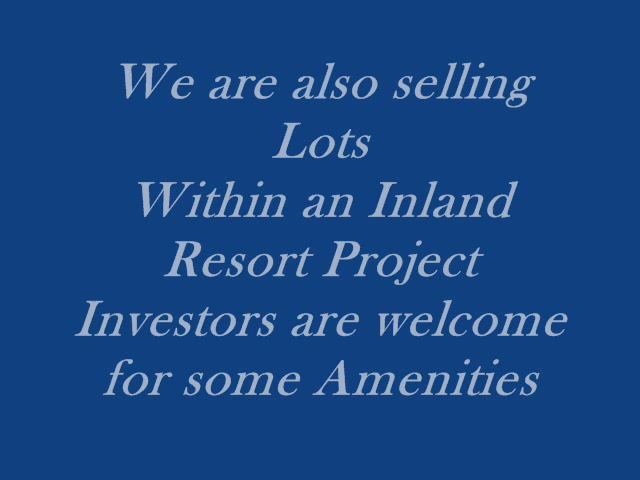 We are also selling
Lots
Within an Inland
Resort Project
Investors are welcome
for some Amenities